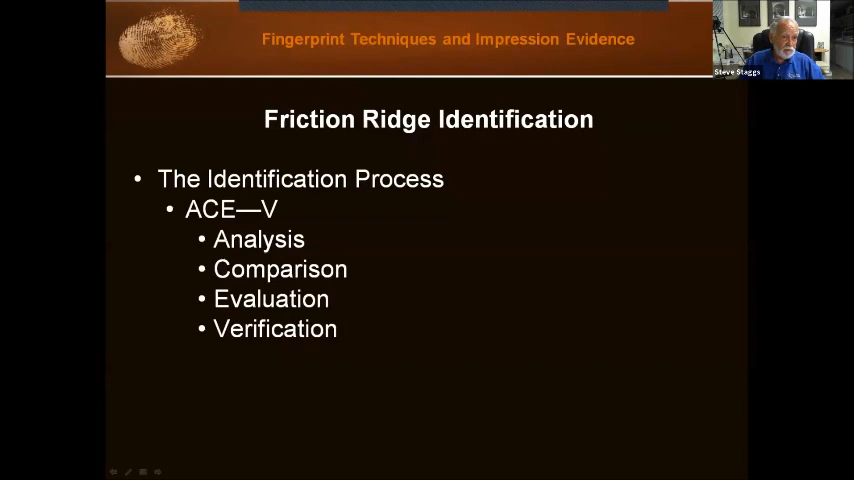 Fingerprint Techniques and Impression Evidence
Steve Staggs
Friction Ridge Identification
• The Identification Process
• ACE—V
• Analysis
• Comparison
• Evaluation
• Verification